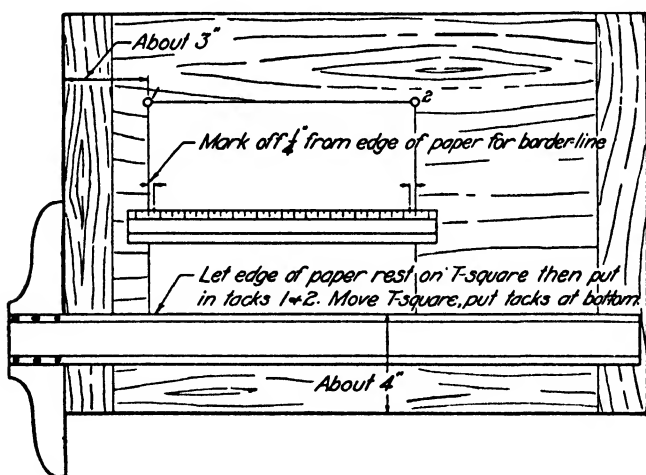 About 3"
1 2
Mark off 1/4" from edge of paper for border-line
Let edge of paper rest on T-square then put
in tacks 1+2. Move T-square, put tacks at bottom.
About 4"